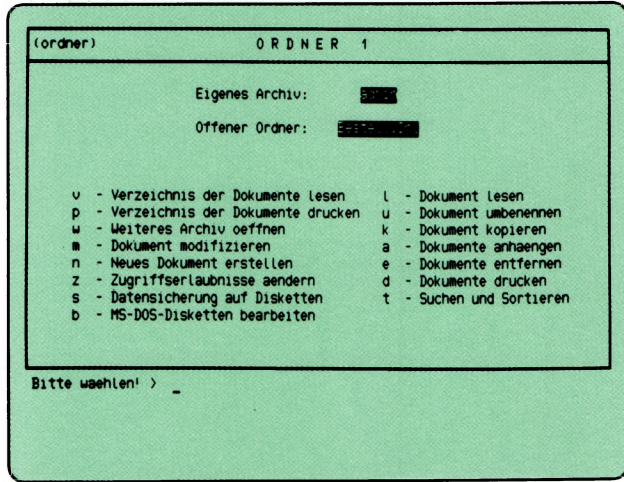 (ordner) O R D N E R 1
Eigenes Archiv:
Offener Ordner:
v - Verzeichnis der Dokumente lesen l - Dokument lesen
p - Verzeichnis der Dokumente drucken u - Dokument umbenennen
w - Weiteres Archiv oeffnen k - Dokument kopieren
m - Dokument modifizieren a - Dokumente anhaengen
n - Neues Dokument erstellen e - Dokumente entfernen
z - Zugriffserlaubnisse aendern d - Dokumente drucken
s - Datensicherung auf Disketten t - Suchen und Sortieren
b - MS-DOS-Disketten bearbeiten
Bitte waehlen! > _